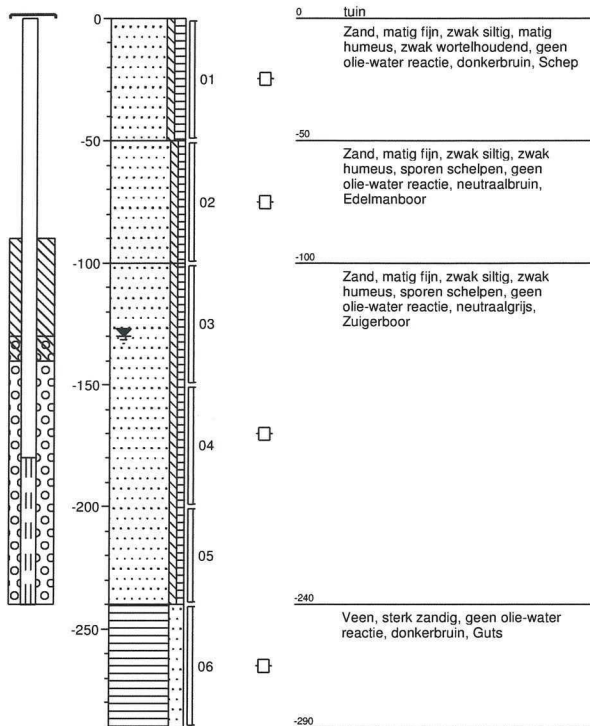 0
01
-50
02
-100
03
-150
04
-200
05
-250
06
0
tuin
Zand, matig fijn, zwak siltig, matig
humeus, zwak wortelhoudend, geen
olie-water reactie, donkerbruin, Schep
-50
Zand, matig fijn, zwak siltig, zwak
humeus, sporen schelpen, geen
olie-water reactie, neutraalbruin,
Edelmanboor
-100
Zand, matig fijn, zwak siltig, zwak
humeus, sporen schelpen, geen
olie-water reactie, neutraalgrijs,
Zuigerboor
-240
Veen, sterk zandig, geen olie-water
reactie, donkerbruin, Guts
-290